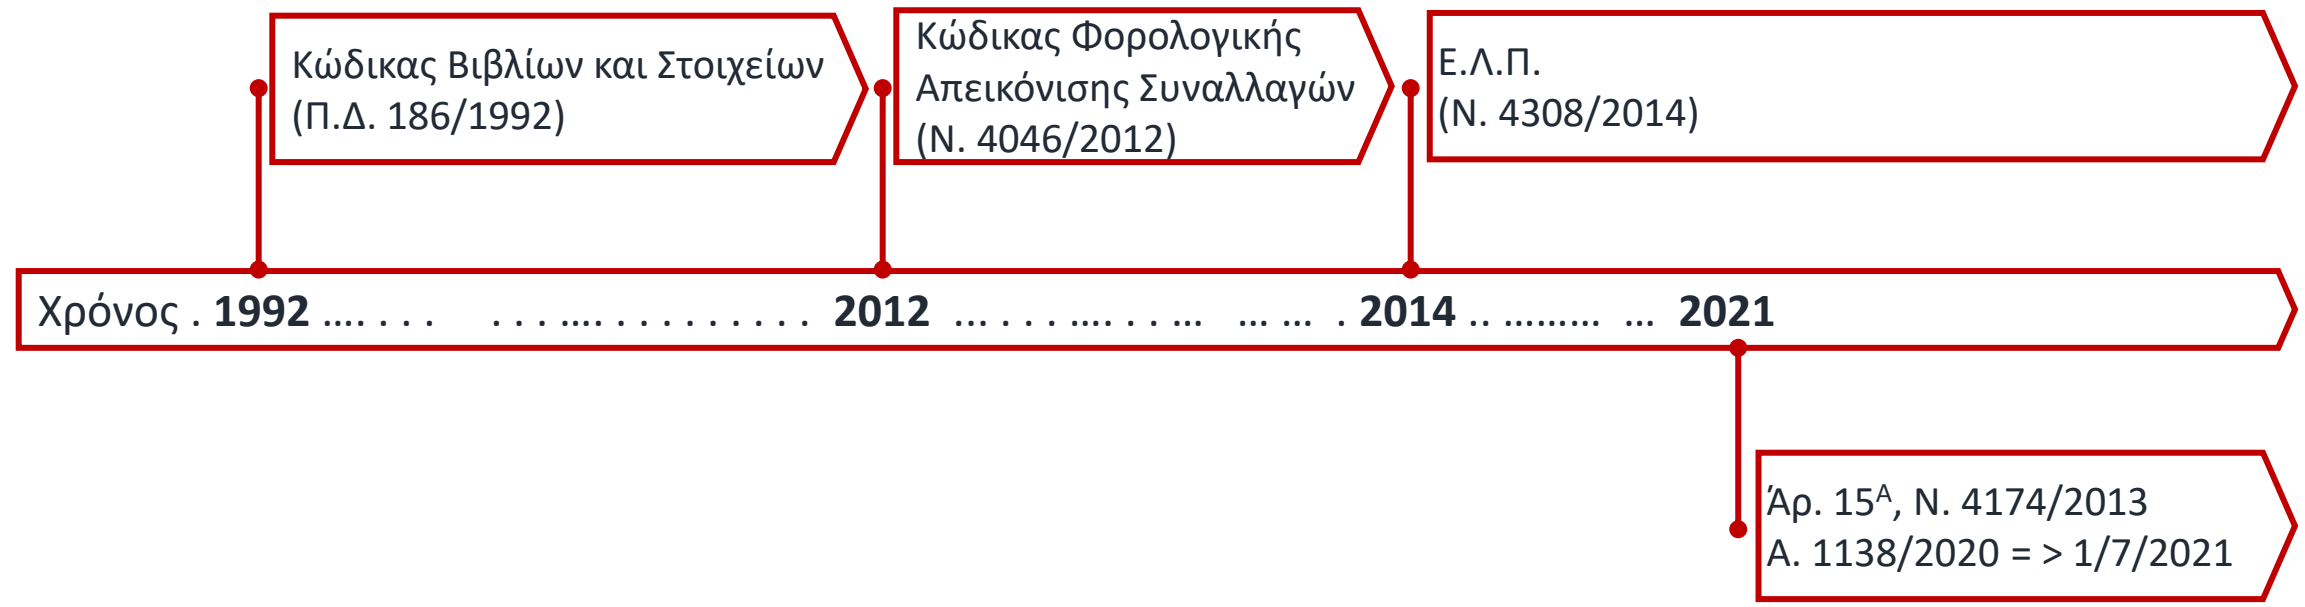 Κώδικας Βιβλίων και Στοιχείων
(Π.Δ. 186/1992)
Κώδικας Φορολογικής
Απεικόνισης Συναλλαγών
(Ν. 4046/2012)
Ε.Λ.Π.
(Ν. 4308/2014)
Χρόνος . 1992 .... . . .     . . . .... . . . . . . . . . . 2012 ... . . . .... . . ...   ... ... . 2014 .. ......... ... 2021
Άρ. 15ᴬ, Ν. 4174/2013
Α. 1138/2020 = > 1/7/2021